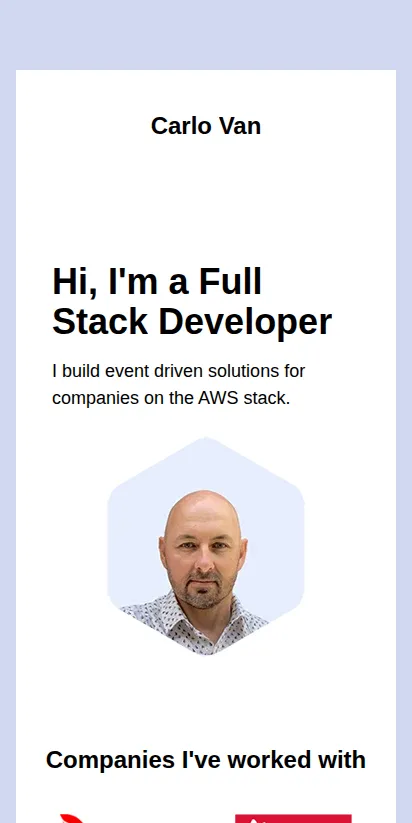 Carlo Van
Hi, I'm a Full
Stack Developer
I build event driven solutions for
companies on the AWS stack.
Companies I've worked with